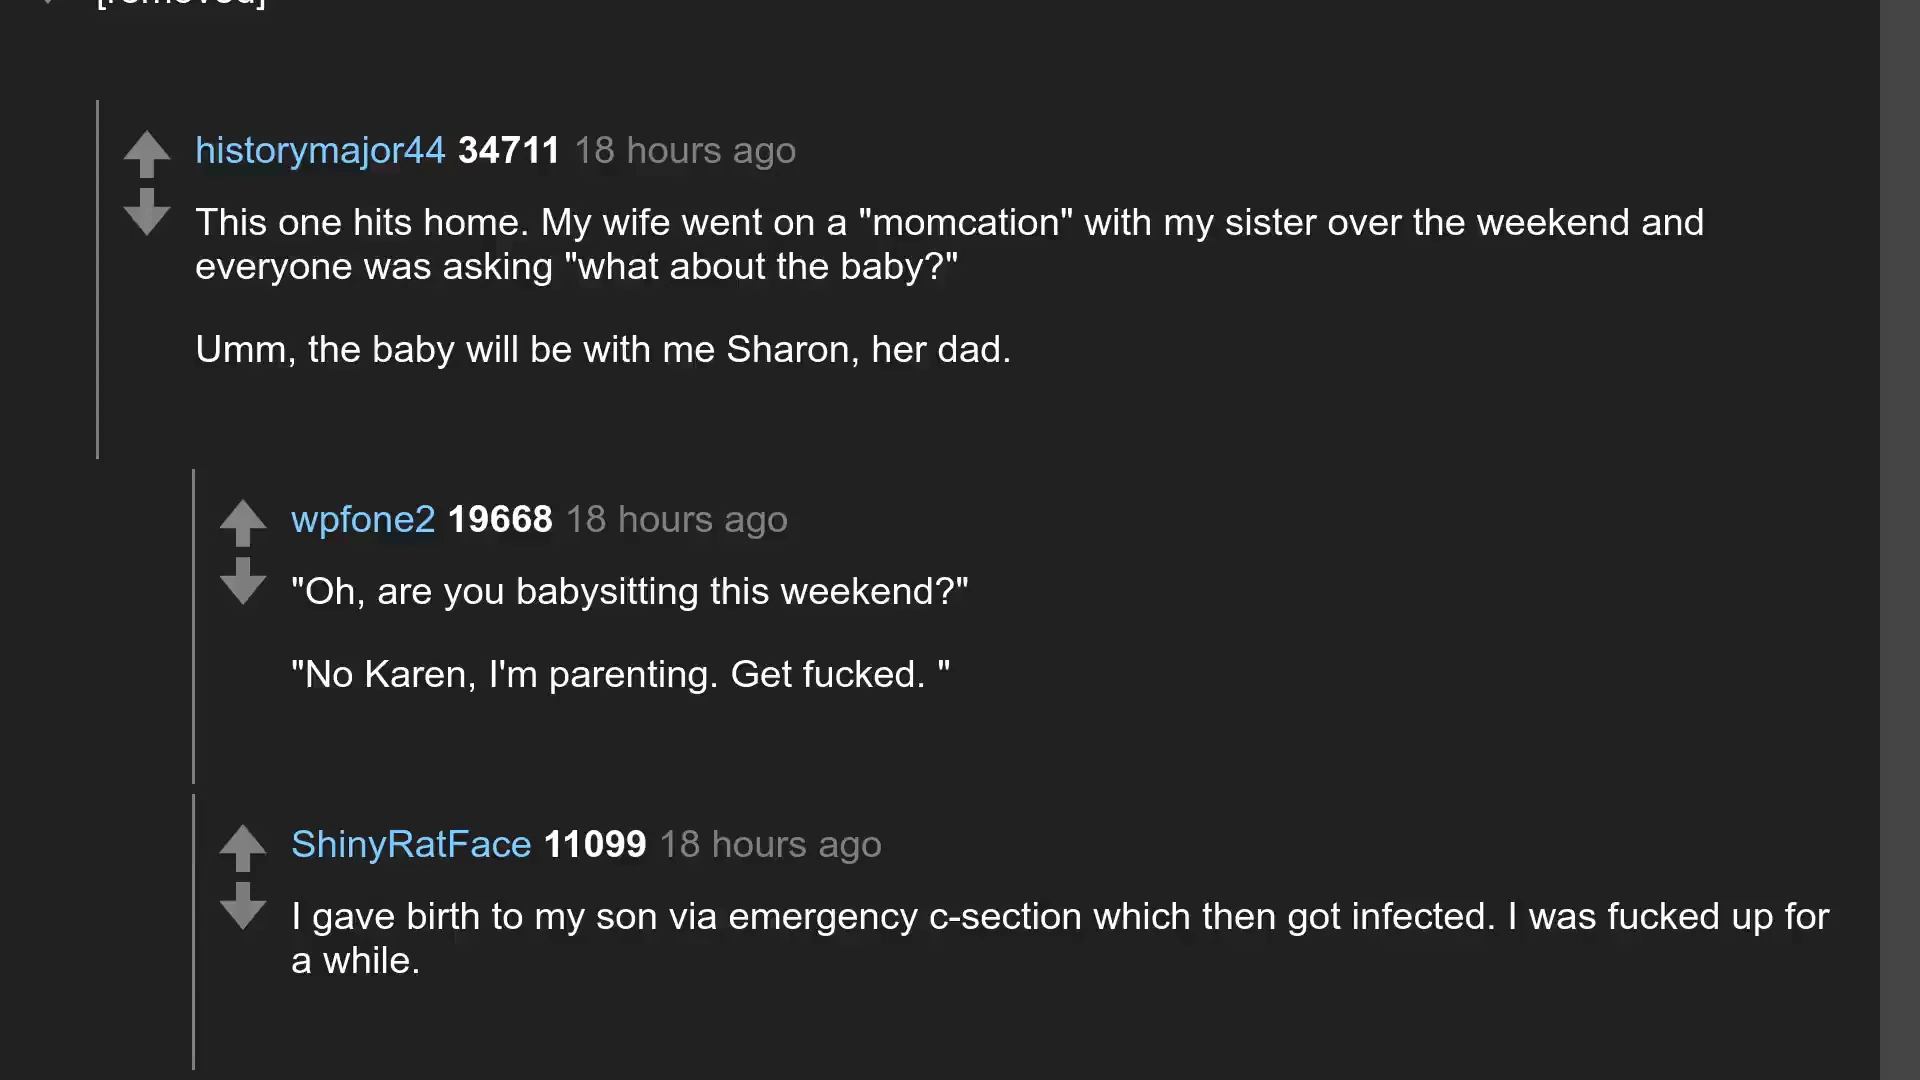 [removed]
historymajor44 34711 18 hours ago
This one hits home. My wife went on a "momcation" with my sister over the weekend and
everyone was asking "what about the baby?"
Umm, the baby will be with me Sharon, her dad.
wpfone2 19668 18 hours ago
"Oh, are you babysitting this weekend?"
"No Karen, I'm parenting. Get fucked. "
ShinyRatFace 11099 18 hours ago
I gave birth to my son via emergency c-section which then got infected. I was fucked up for
a while.